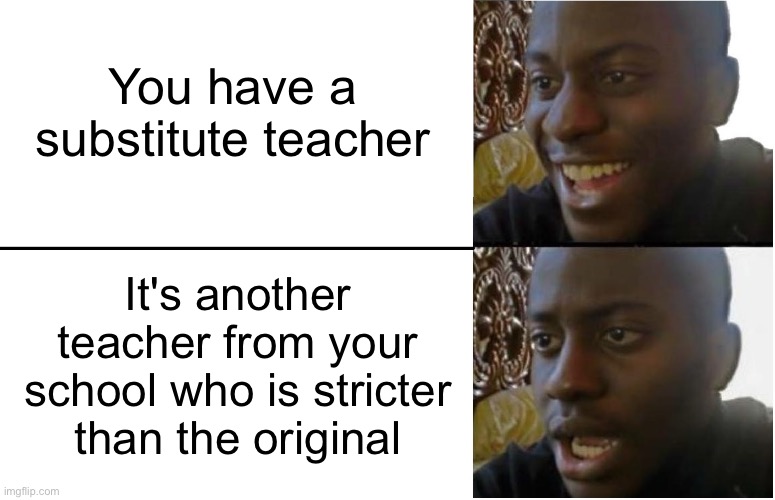 You have a
substitute teacher
It's another
teacher from your
school who is stricter
than the original
imgflip.com